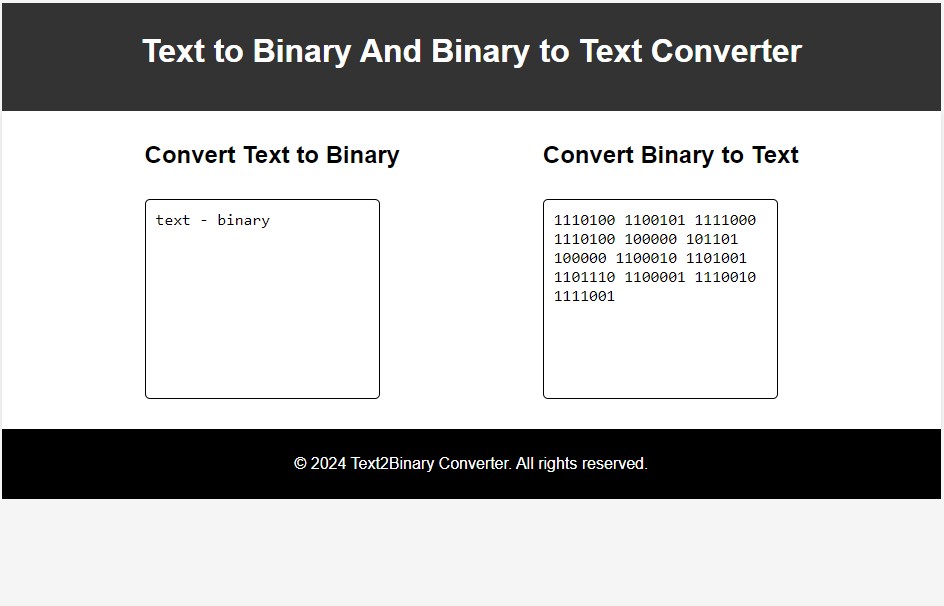 Text to Binary And Binary to Text Converter
Convert Text to Binary
text - binary
Convert Binary to Text
1110100 1100101 1111000
1110100 100000 101101
100000 1100010 1101001
1101110 1100001 1110010
1111001
© 2024 Text2Binary Converter. All rights reserved.